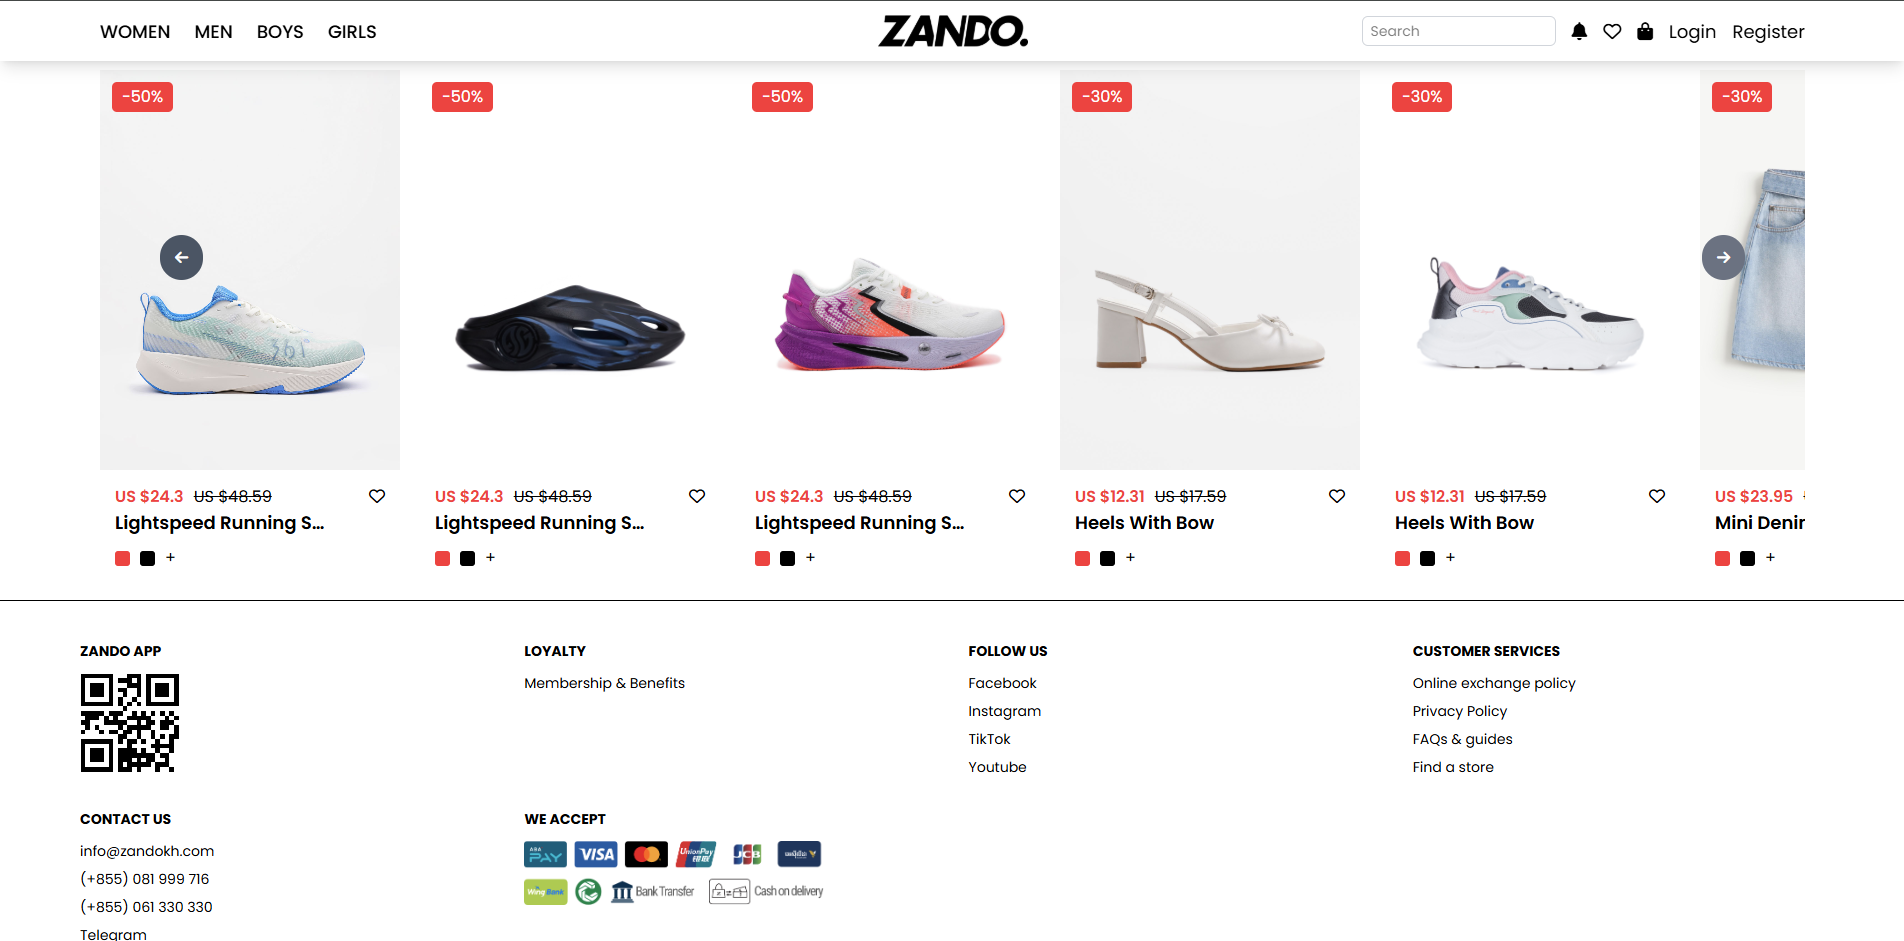 WOMEN MEN BOYS GIRLS ZANDO. Search Login Register
-50% -50% -50% -30% -30% -30%
361°
US $24.3 US $48.59 US $24.3 US $48.59 US $24.3 US $48.59 US $12.31 US $17.59 US $12.31 US $17.59 US $23.95
Lightspeed Running S... Lightspeed Running S... Lightspeed Running S... Heels With Bow Heels With Bow Mini Denim
+ + + + + +
ZANDO APP LOYALTY FOLLOW US CUSTOMER SERVICES
Membership & Benefits Facebook Online exchange policy
Instagram Privacy Policy
TikTok FAQs & guides
Youtube Find a store
CONTACT US WE ACCEPT
info@zandokh.com ABA PAY VISA UnionPay 银联 JCB
(+855) 081 999 716
Wing Bank Bank Transfer Cash on delivery
(+855) 061 330 330
Telegram